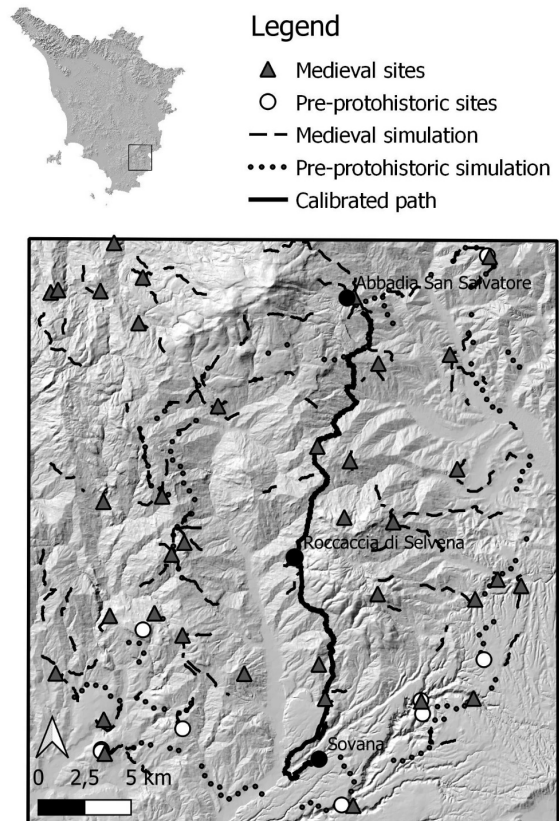 Legend
Medieval sites
Pre-protohistoric sites
Medieval simulation
Pre-protohistoric simulation
Calibrated path
Abbadia San Salvatore
Roccaccia di Selvena
Sovana
0 2,5 5 km